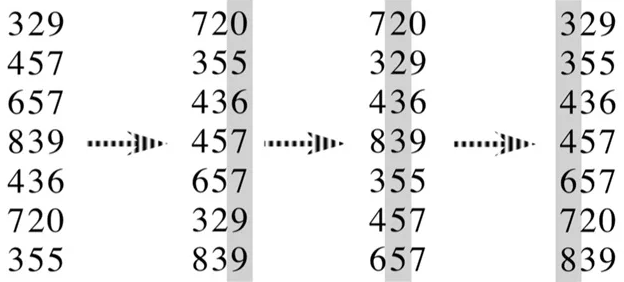 329 720 720 329
457 355 329 355
657 436 436 436
839 457 839 457
436 657 355 657
720 329 457 720
355 839 657 839